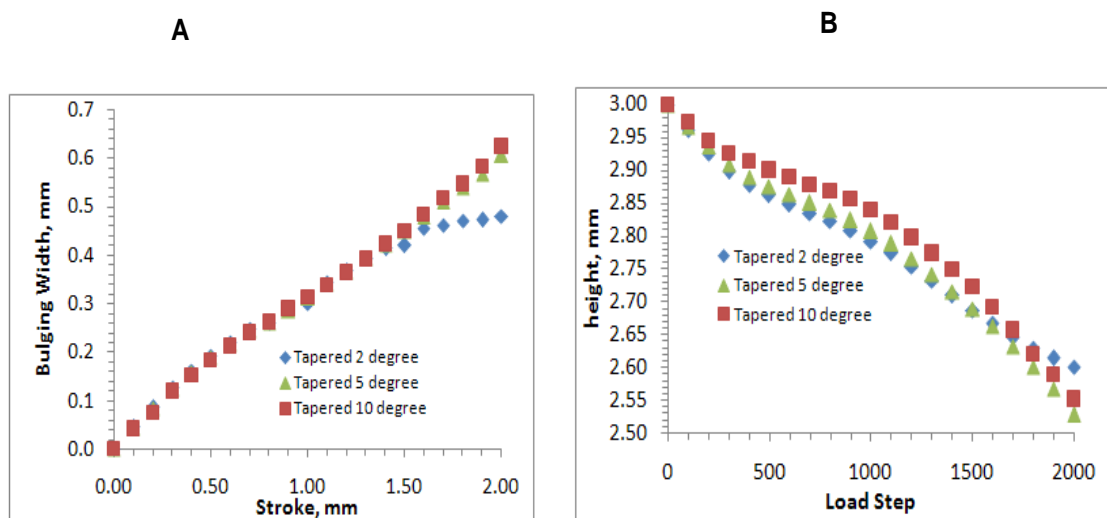 A
B
0.7
0.6
0.5
0.4
0.3
0.2
0.1
0.0
Bulging Width, mm
Tapered 2 degree
Tapered 5 degree
Tapered 10 degree
0.00
0.50
1.00
1.50
2.00
Stroke, mm
3.00
2.95
2.90
2.85
2.80
2.75
2.70
2.65
2.60
2.55
2.50
height, mm
Tapered 2 degree
Tapered 5 degree
Tapered 10 degree
0
500
1000
1500
2000
Load Step